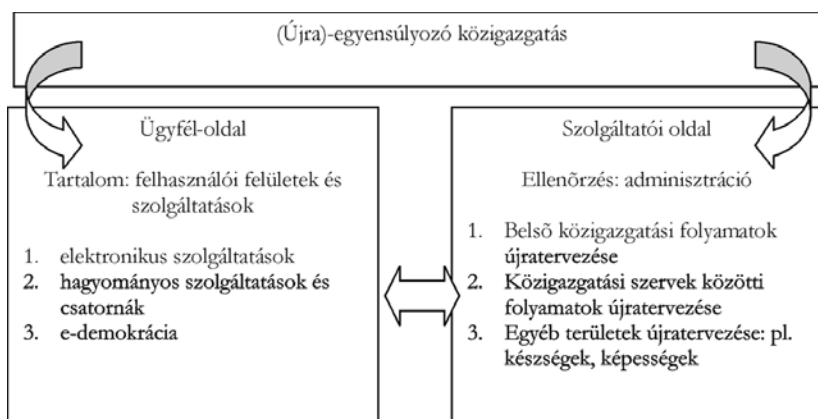 (Újra)-egyensúlyozó közigazgatás
Ügyfél-oldal
Tartalom: felhasználói felületek és
szolgáltatások
1. elektronikus szolgáltatások
2. hagyományos szolgáltatások és
csatornák
3. e-demokrácia
Szolgáltatói oldal
Ellenõrzés: adminisztráció
1. Belsõ közigazgatási folyamatok
újratervezése
2. Közigazgatási szervek közötti
folyamatok újratervezése
3. Egyéb területek újratervezése: pl.
készségek, képességek